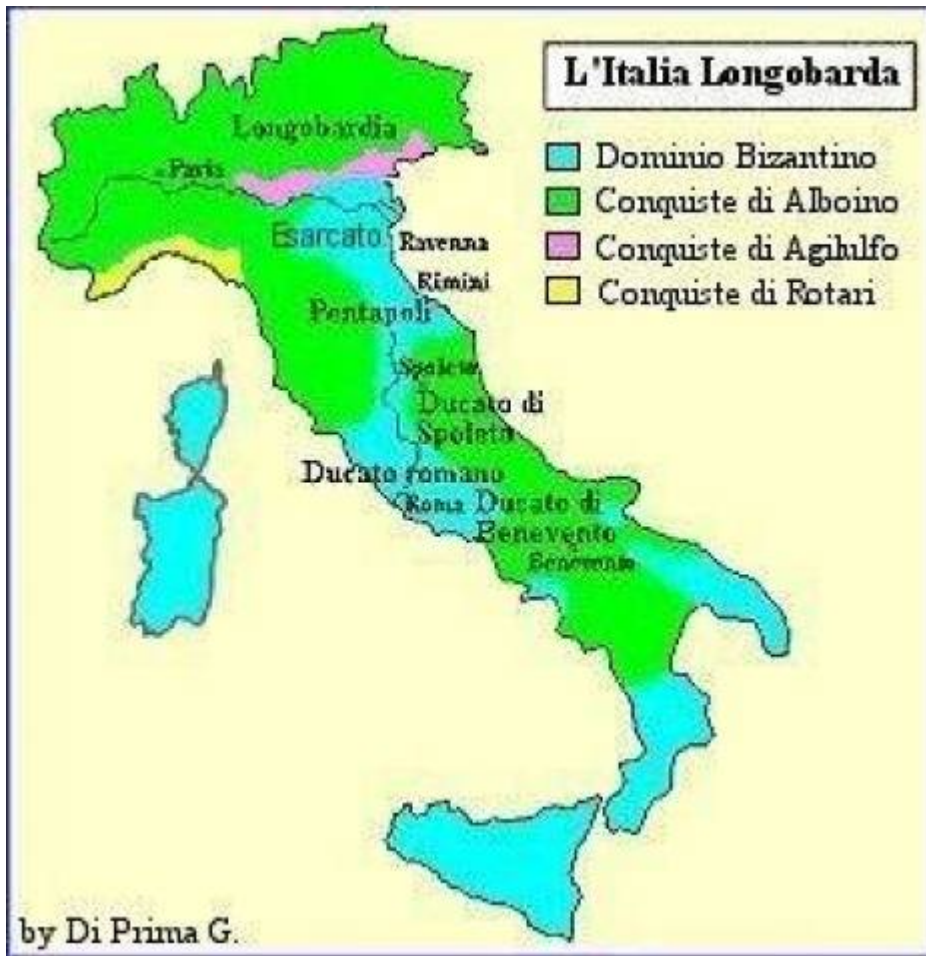 L'Italia Longobarda
Dominio Bizantino
Conquiste di Alboino
Conquiste di Agilulfo
Conquiste di Rotari
Longobardia
Pavia
Esarcato
Ravenna
Rimini
Pentapoli
Spoleto
Ducato di
Spoleto
Ducato romano
Roma
Ducato di
Benevento
Benevento
by Di Prima G.